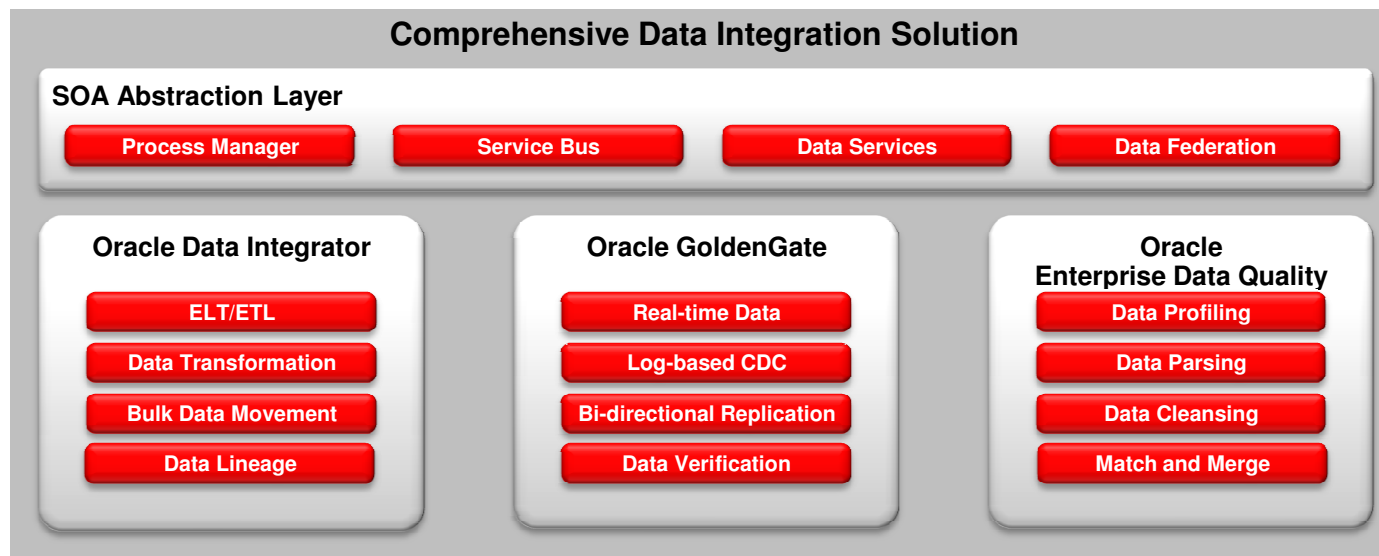 Comprehensive Data Integration Solution
SOA Abstraction Layer
Process Manager
Service Bus
Data Services
Data Federation
Oracle Data Integrator
ELT/ETL
Data Transformation
Bulk Data Movement
Data Lineage
Oracle GoldenGate
Real-time Data
Log-based CDC
Bi-directional Replication
Data Verification
Oracle
Enterprise Data Quality
Data Profiling
Data Parsing
Data Cleansing
Match and Merge